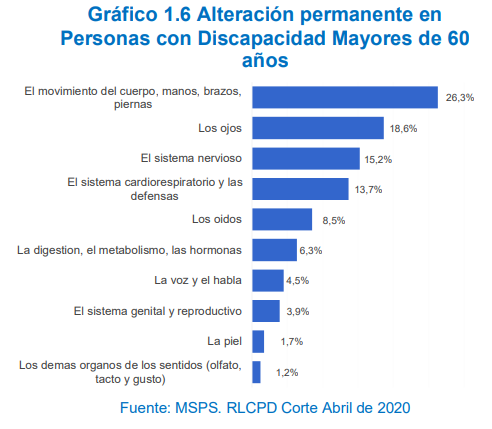 Gráfico 1.6 Alteración permanente en
Personas con Discapacidad Mayores de 60
años
El movimiento del cuerpo, manos, brazos,
piernas
26,3%
Los ojos
18,6%
El sistema nervioso
15,2%
El sistema cardiorespiratorio y las
defensas
13,7%
Los oidos
8,5%
La digestion, el metabolismo, las hormonas
6,3%
La voz y el habla
4,5%
El sistema genital y reproductivo
3,9%
La piel
1,7%
Los demas organos de los sentidos (olfato,
tacto y gusto)
1,2%
Fuente: MSPS. RLCPD Corte Abril de 2020